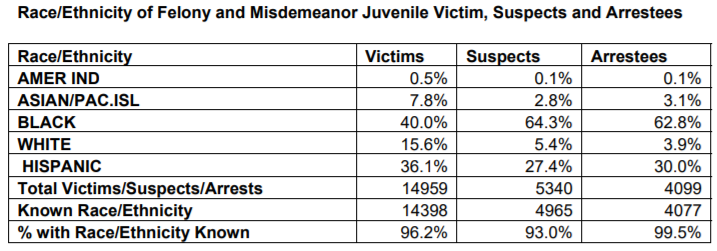 Race/Ethnicity of Felony and Misdemeanor Juvenile Victim, Suspects and Arrestees
Race/Ethnicity Victims Suspects Arrestees
AMER IND 0.5% 0.1% 0.1%
ASIAN/PAC.ISL 7.8% 2.8% 3.1%
BLACK 40.0% 64.3% 62.8%
WHITE 15.6% 5.4% 3.9%
HISPANIC 36.1% 27.4% 30.0%
Total Victims/Suspects/Arrests 14959 5340 4099
Known Race/Ethnicity 14398 4965 4077
% with Race/Ethnicity Known 96.2% 93.0% 99.5%